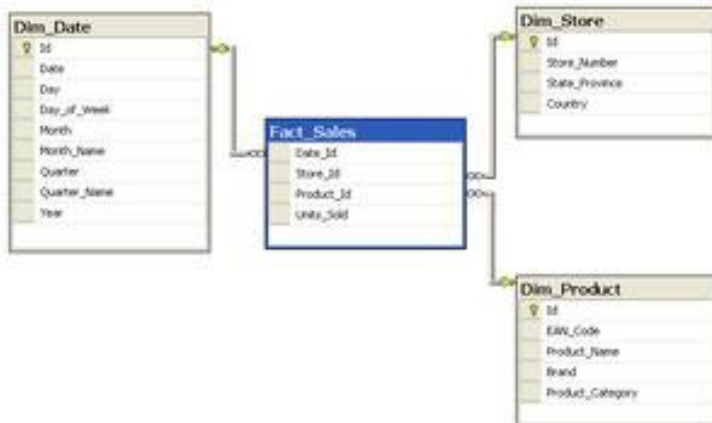 Dim_Date
Id
Date
Day
Day_of_Week
Month
Month_Name
Quarter
Quarter_Name
Year
Fact_Sales
Date_Id
Store_Id
Product_Id
Units_Sold
Dim_Store
Id
Store_Number
State_Province
Country
Dim_Product
Id
EAN_Code
Product_Name
Brand
Product_Category